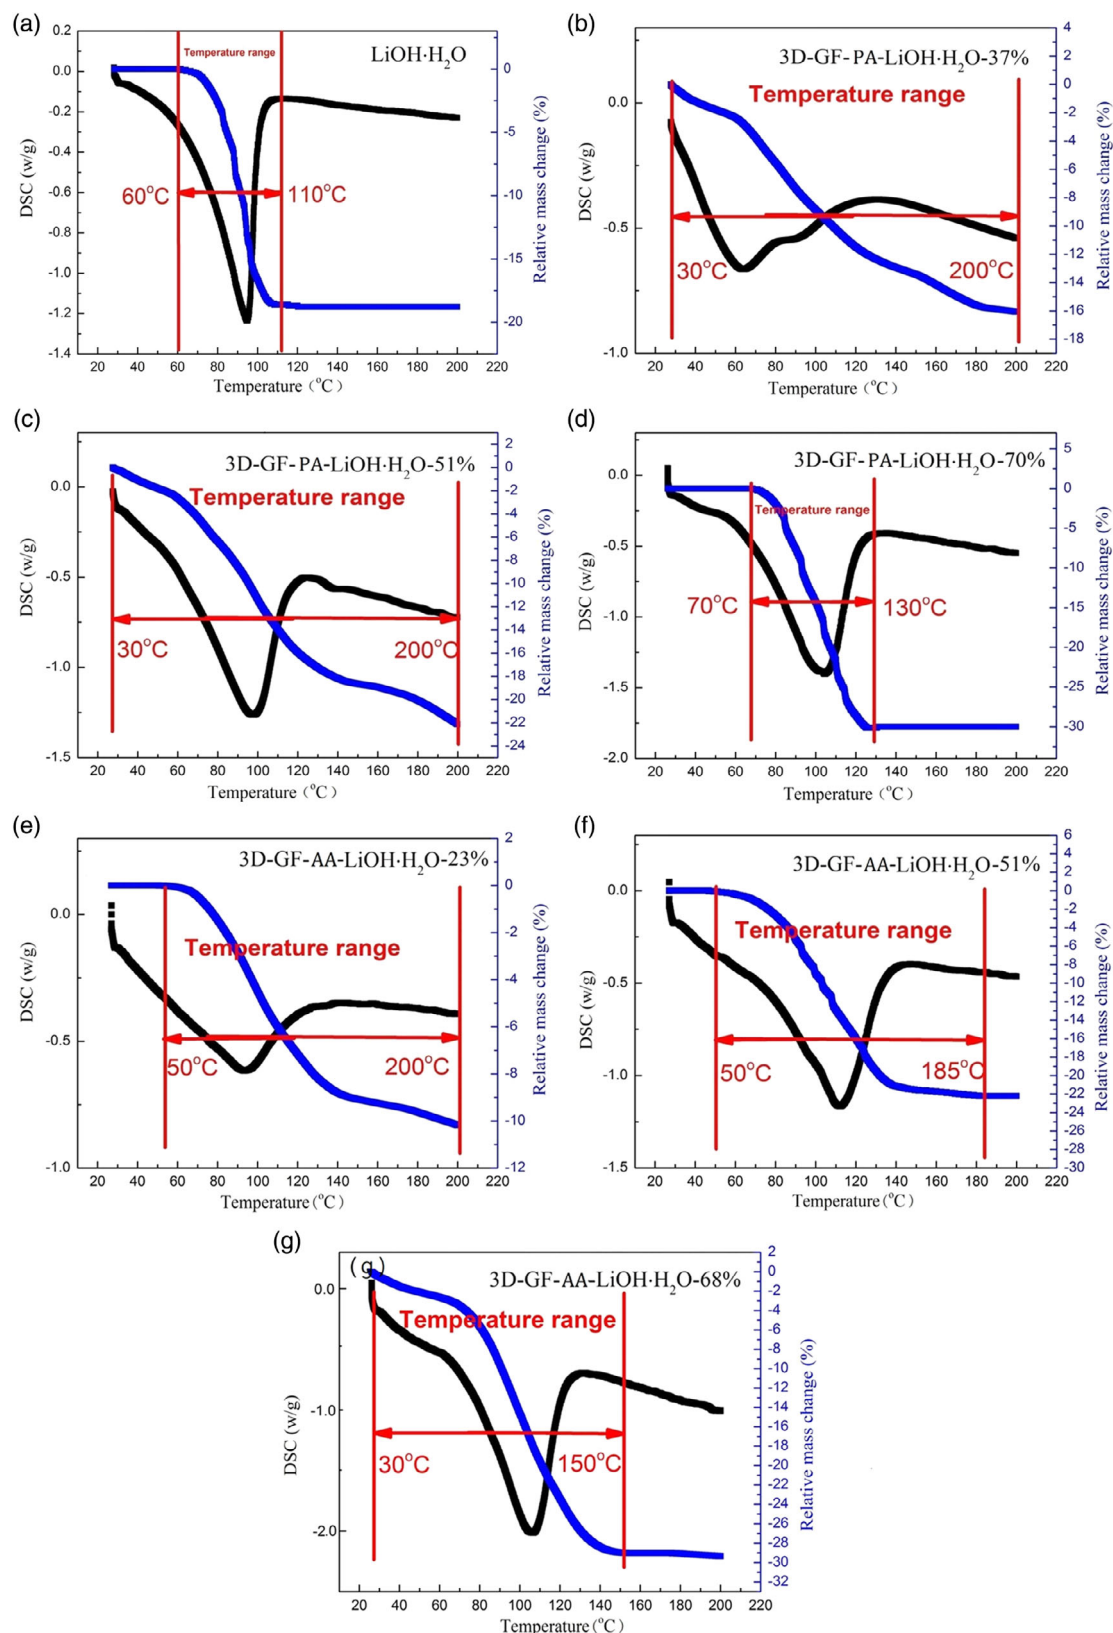 (a)
0.2
0.0
-0.2
-0.4
-0.6
-0.8
-1.0
-1.2
-1.4
DSC (w/g)
Temperature range
LiOH·H₂O
60°C
110°C
0
-5
-10
-15
-20
Relative mass change (%)
20 40 60 80 100 120 140 160 180 200 220
Temperature (°C)
(b)
0.0
-0.5
-1.0
DSC (w/g)
3D-GF-PA-LiOH·H₂O-37%
Temperature range
30°C
200°C
4
2
0
-2
-4
-6
-8
-10
-12
-14
-16
-18
Relative mass change (%)
20 40 60 80 100 120 140 160 180 200 220
Temperature (°C)
(c)
0.0
-0.5
-1.0
-1.5
DSC (w/g)
3D-GF-PA-LiOH·H₂O-51%
Temperature range
30°C
200°C
2
0
-2
-4
-6
-8
-10
-12
-14
-16
-18
-20
-22
-24
Relative mass change (%)
20 40 60 80 100 120 140 160 180 200 220
Temperature (°C)
(d)
0.0
-0.5
-1.0
-1.5
-2.0
DSC (w/g)
3D-GF-PA-LiOH·H₂O-70%
Temperature range
70°C
130°C
5
0
-5
-10
-15
-20
-25
-30
Relative mass change (%)
20 40 60 80 100 120 140 160 180 200 220
Temperature (°C)
(e)
0.0
-0.5
-1.0
DSC (w/g)
3D-GF-AA-LiOH·H₂O-23%
Temperature range
50°C
200°C
2
0
-2
-4
-6
-8
-10
-12
Relative mass change (%)
20 40 60 80 100 120 140 160 180 200 220
Temperature (°C)
(f)
0.0
-0.5
-1.0
-1.5
DSC (w/g)
3D-GF-AA-LiOH·H₂O-51%
Temperature range
50°C
185°C
6
4
2
0
-2
-4
-6
-8
-10
-12
-14
-16
-18
-20
-22
-24
-26
-28
-30
Relative mass change (%)
20 40 60 80 100 120 140 160 180 200 220
Temperature (°C)
(g)
(g)
0.0
-1.0
-2.0
DSC (w/g)
3D-GF-AA-LiOH·H₂O-68%
Temperature range
30°C
150°C
2
0
-2
-4
-6
-8
-10
-12
-14
-16
-18
-20
-22
-24
-26
-28
-30
-32
Relative mass change (%)
20 40 60 80 100 120 140 160 180 200 220
Temperature (°C)